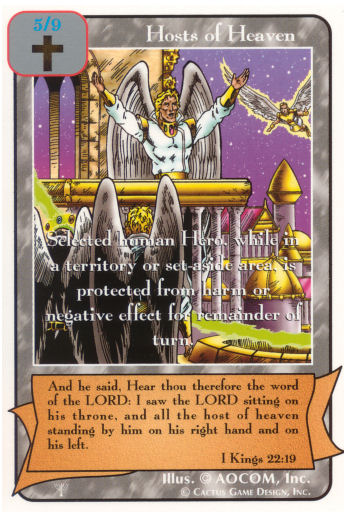 5/9
Hosts of Heaven
Selected human Hero, while in
a territory or set-aside area, is
protected from harm or
negative effect for remainder of
turn.
And he said, Hear thou therefore the word
of the LORD: I saw the LORD sitting on
his throne, and all the host of heaven
standing by him on his right hand and on
his left.
I Kings 22:19
Illus. © AOCOM, Inc.
© Cactus Game Design, Inc.